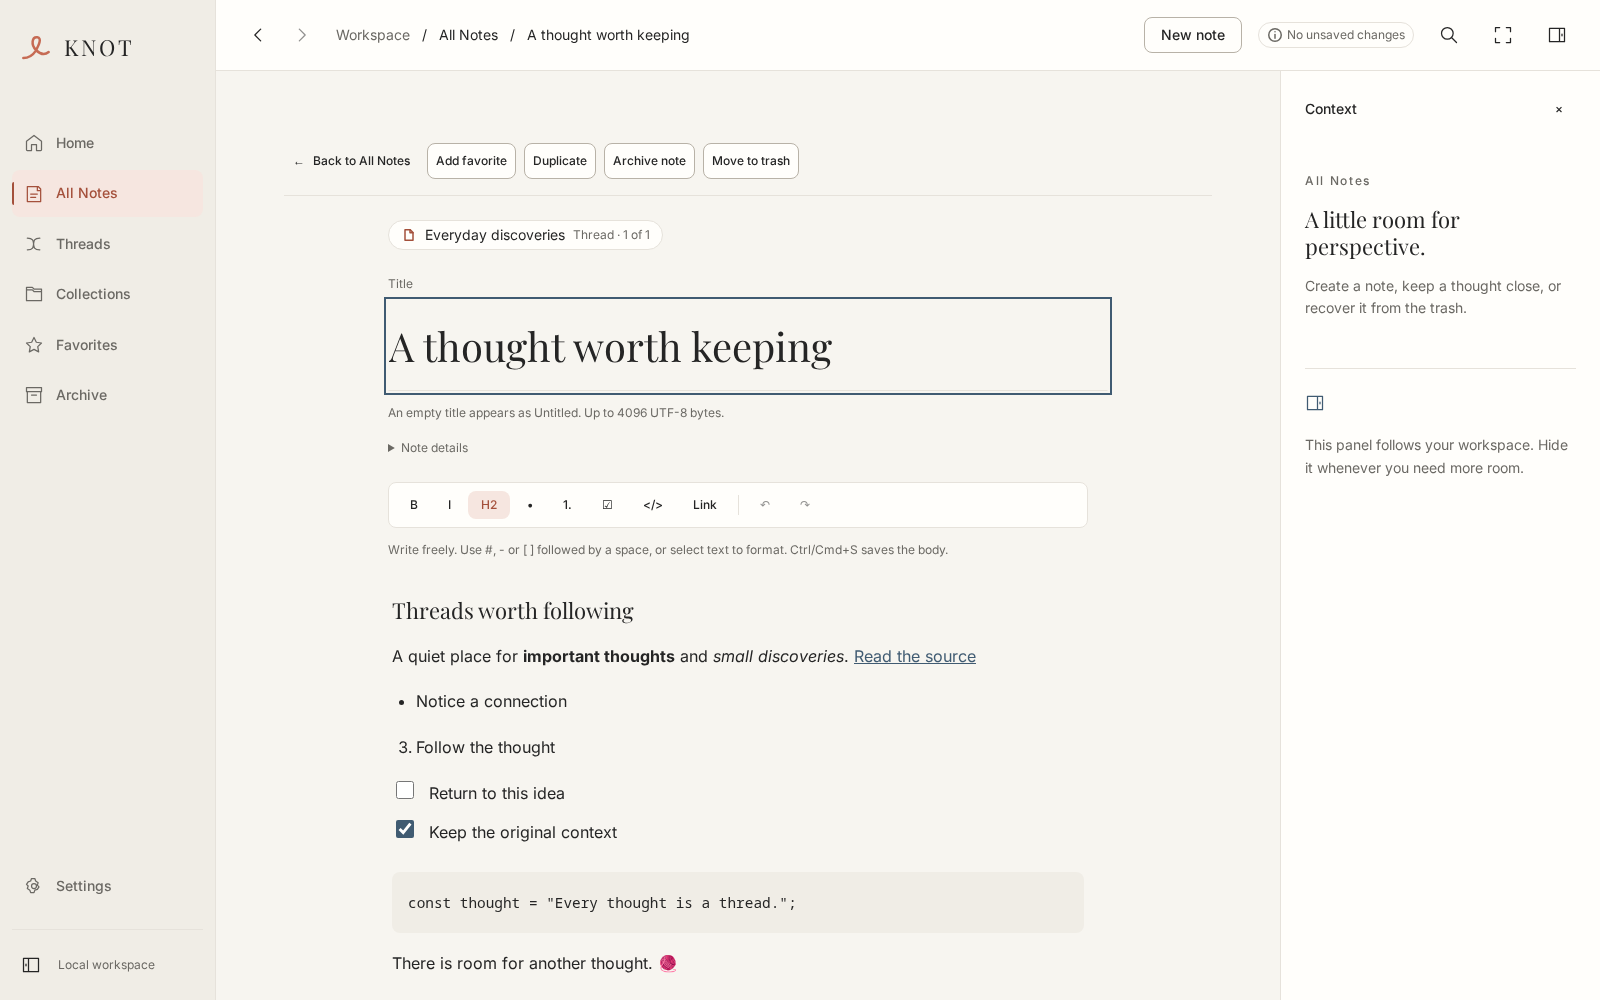 KNOT
Workspace / All Notes / A thought worth keeping
New note
No unsaved changes
Home
All Notes
Threads
Collections
Favorites
Archive
Settings
Local workspace
← Back to All Notes
Add favorite
Duplicate
Archive note
Move to trash
Everyday discoveries Thread · 1 of 1
Title
A thought worth keeping
An empty title appears as Untitled. Up to 4096 UTF-8 bytes.
▶ Note details
B I H2 • 1. ☑ </> Link ↶ ↷
Write freely. Use #, - or [ ] followed by a space, or select text to format. Ctrl/Cmd+S saves the body.
Threads worth following
A quiet place for important thoughts and small discoveries. Read the source
• Notice a connection
3. Follow the thought
Return to this idea
Keep the original context
const thought = "Every thought is a thread.";
There is room for another thought. 🧶
Context
×
All Notes
A little room for
perspective.
Create a note, keep a thought close, or
recover it from the trash.
This panel follows your workspace. Hide
it whenever you need more room.